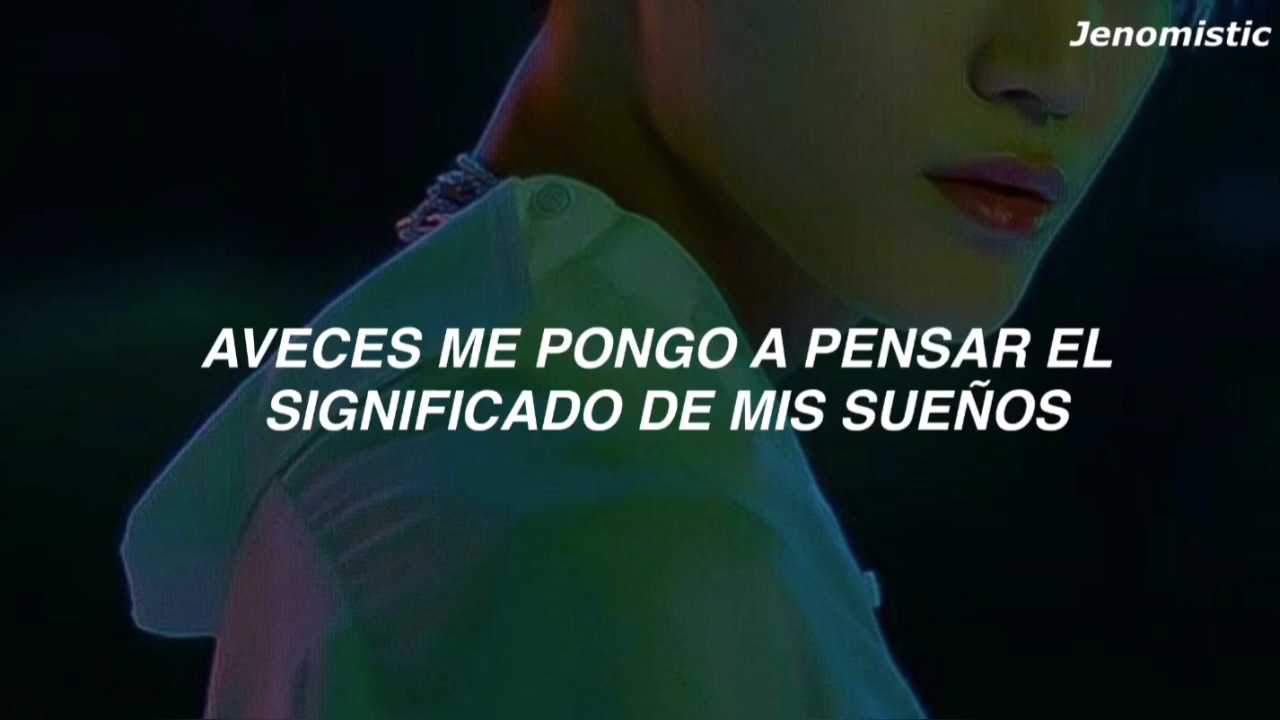 Jenomistic
AVECES ME PONGO A PENSAR EL
SIGNIFICADO DE MIS SUEÑOS